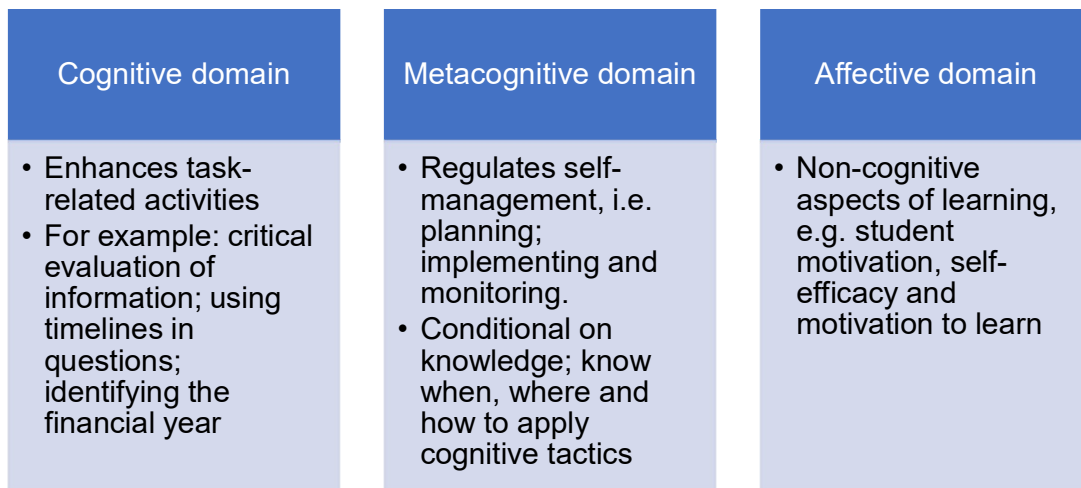 Cognitive domain
• Enhances task-
related activities
• For example: critical
evaluation of
information; using
timelines in
questions;
identifying the
financial year
Metacognitive domain
• Regulates self-
management, i.e.
planning;
implementing and
monitoring.
• Conditional on
knowledge; know
when, where and
how to apply
cognitive tactics
Affective domain
• Non-cognitive
aspects of learning,
e.g. student
motivation, self-
efficacy and
motivation to learn